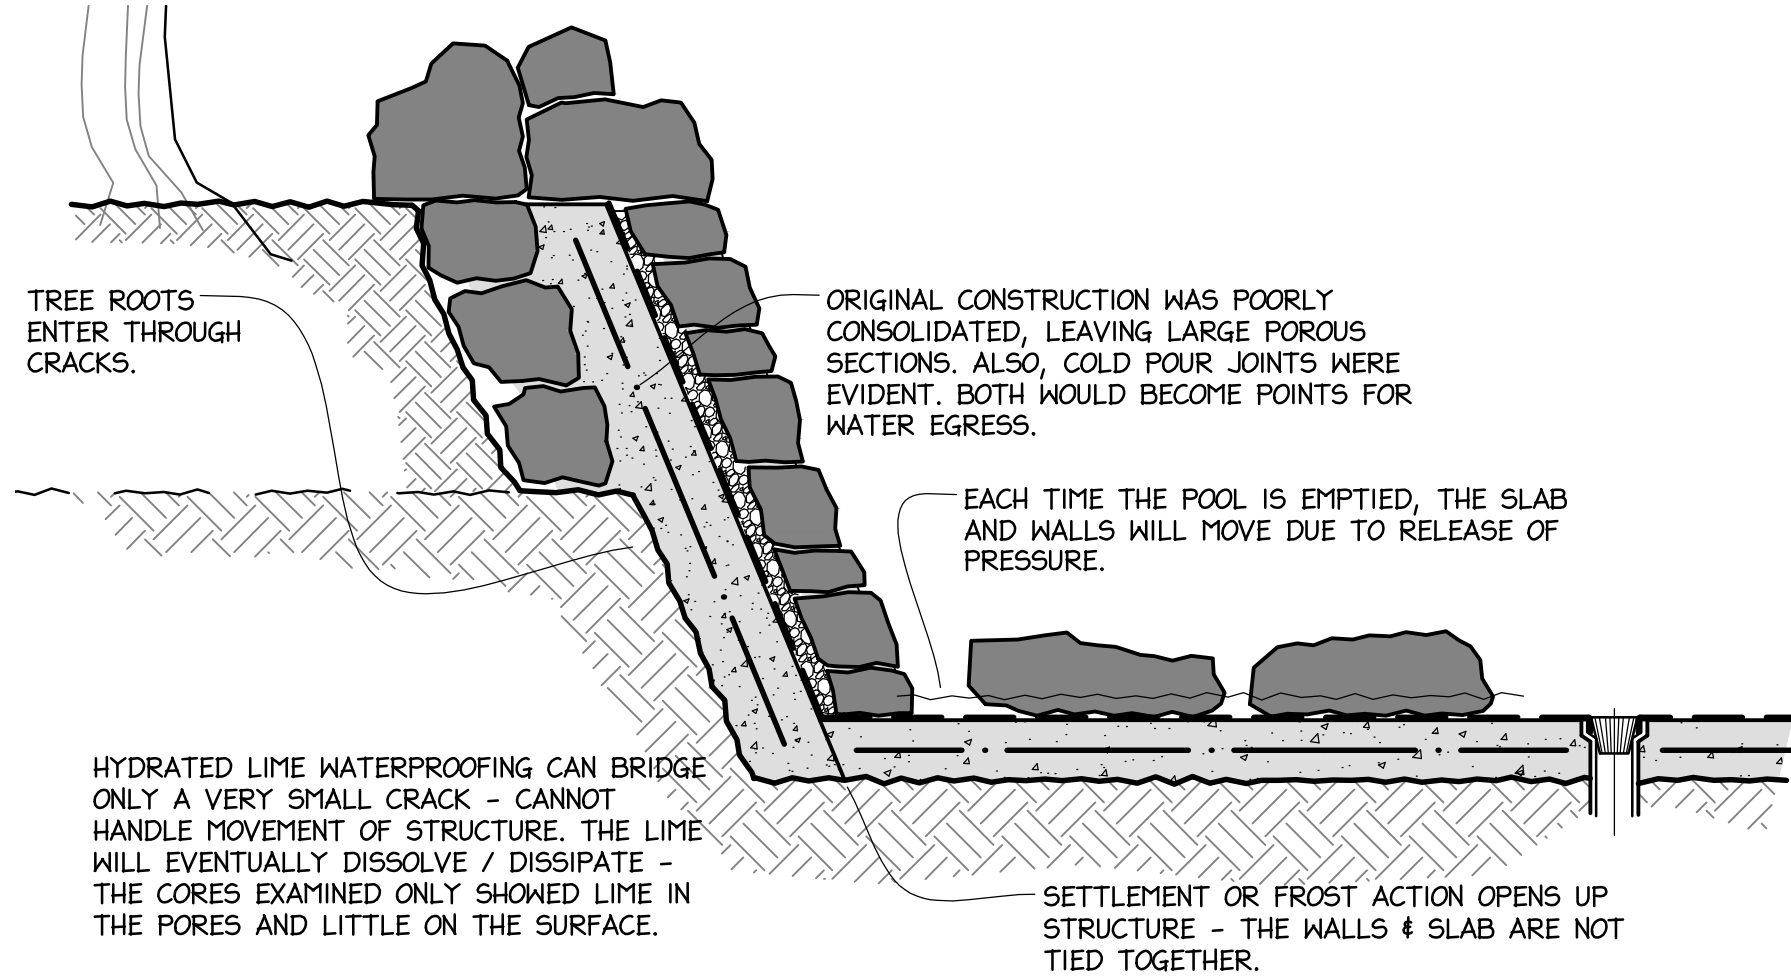 TREE ROOTS
ENTER THROUGH
CRACKS.
ORIGINAL CONSTRUCTION WAS POORLY
CONSOLIDATED, LEAVING LARGE POROUS
SECTIONS. ALSO, COLD POUR JOINTS WERE
EVIDENT. BOTH WOULD BECOME POINTS FOR
WATER EGRESS.
EACH TIME THE POOL IS EMPTIED, THE SLAB
AND WALLS WILL MOVE DUE TO RELEASE OF
PRESSURE.
HYDRATED LIME WATERPROOFING CAN BRIDGE
ONLY A VERY SMALL CRACK - CANNOT
HANDLE MOVEMENT OF STRUCTURE. THE LIME
WILL EVENTUALLY DISSOLVE / DISSIPATE -
THE CORES EXAMINED ONLY SHOWED LIME IN
THE PORES AND LITTLE ON THE SURFACE.
SETTLEMENT OR FROST ACTION OPENS UP
STRUCTURE - THE WALLS & SLAB ARE NOT
TIED TOGETHER.